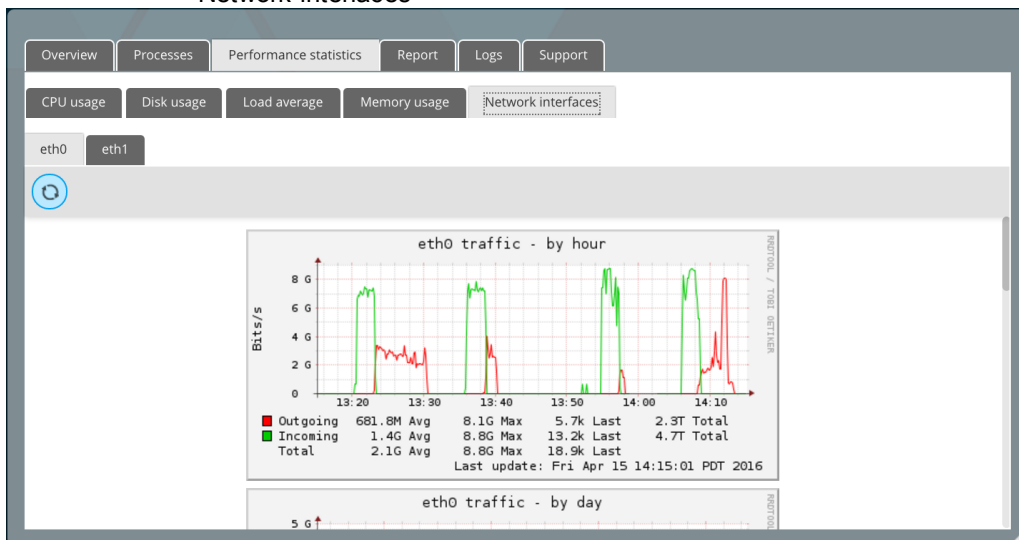 Network interfaces
Overview Processes Performance statistics Report Logs Support
CPU usage Disk usage Load average Memory usage Network interfaces
eth0 eth1
eth0 traffic - by hour
RRDTOOL / TOBI OETIKER
Bits/s
8 G
6 G
4 G
2 G
0
13:20 13:30 13:40 13:50 14:00 14:10
Outgoing 681.8M Avg 8.1G Max 5.7k Last 2.3T Total
Incoming 1.4G Avg 8.8G Max 13.2k Last 4.7T Total
Total 2.1G Avg 8.8G Max 18.9k Last
Last update: Fri Apr 15 14:15:01 PDT 2016
eth0 traffic - by day
RRDTOOL
5 G